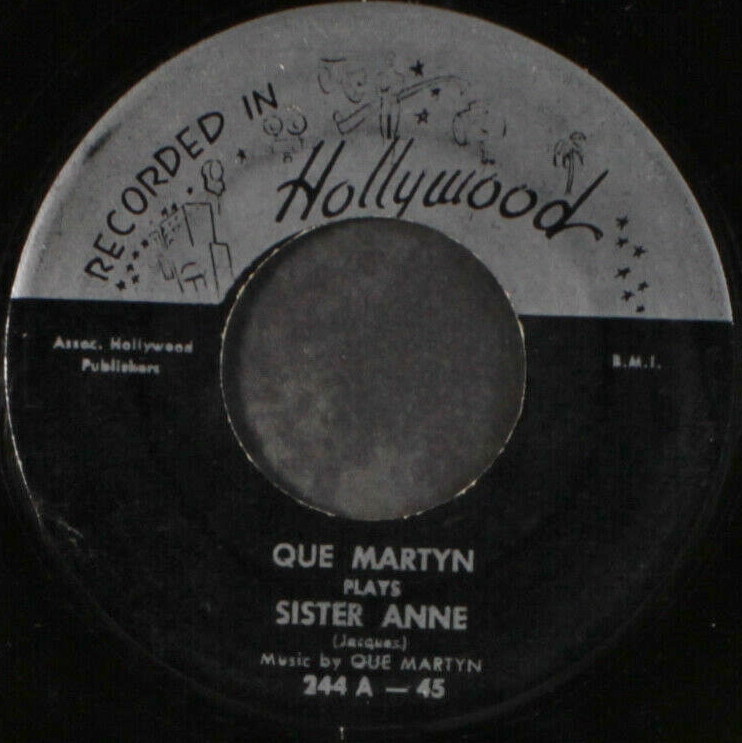 RECORDED IN
Hollywood
Assoc. Hollywood
Publishers
B.M.I.
QUE MARTYN
PLAYS
SISTER ANNE
(Jacques)
Music by QUE MARTYN
244 A — 45